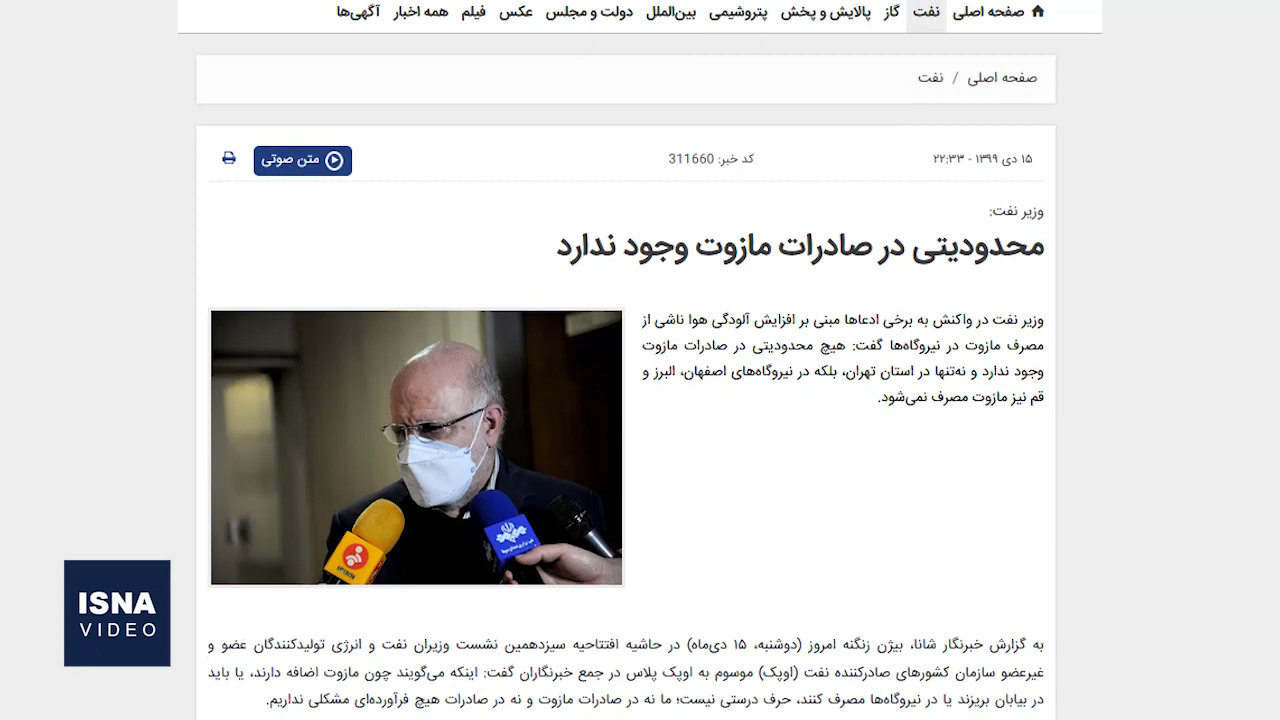 صفحه اصلی نفت گاز پالایش و پخش پتروشیمی بین‌الملل دولت و مجلس عکس فیلم همه اخبار آگهی‌ها
صفحه اصلی / نفت
۱۵ دی ۱۳۹۹ - ۲۲:۳۳ کد خبر: 311660 متن صوتی
وزیر نفت:
محدودیتی در صادرات مازوت وجود ندارد
وزیر نفت در واکنش به برخی ادعاها مبنی بر افزایش آلودگی هوا ناشی از
مصرف مازوت در نیروگاه‌ها گفت: هیچ محدودیتی در صادرات مازوت
وجود ندارد و نه‌تنها در استان تهران، بلکه در نیروگاه‌های اصفهان، البرز و
قم نیز مازوت مصرف نمی‌شود.
IRINN
ISNA
VIDEO
به گزارش خبرنگار شانا، بیژن زنگنه امروز (دوشنبه، ۱۵ دی‌ماه) در حاشیه افتتاحیه سیزدهمین نشست وزیران نفت و انرژی تولیدکنندگان عضو و
غیرعضو سازمان کشورهای صادرکننده نفت (اوپک) موسوم به اوپک پلاس در جمع خبرنگاران گفت: اینکه می‌گویند چون مازوت اضافه دارند، یا باید
در بیابان بریزند یا در نیروگاه‌ها مصرف کنند، حرف درستی نیست؛ ما نه در صادرات مازوت و نه در صادرات هیچ فرآورده‌ای مشکلی نداریم.